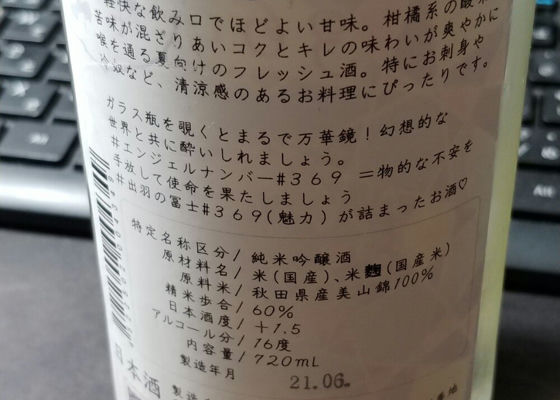 軽快な飲み口でほどよい甘味。柑橘系の酸味
苦味が混ざりあいコクとキレの味わいが爽やかに
喉を通る夏向けのフレッシュ酒。特にお刺身や
冷奴など、清涼感のあるお料理にぴったりです。
ガラス瓶を覗くとまるで万華鏡!幻想的な
世界と共に酔いしれましょう。
#エンジェルナンバー#369 =物的な不安を
手放して使命を果たしましょう
#出羽の冨士#369(魅力)が詰まったお酒♡
特定名称区分/純米吟醸酒
原材料名/米(国産)、米麹(国産米)
原料米/秋田県産美山錦100%
精米歩合/60%
日本酒度/+1.5
アルコール分/16度
内容量/720mL
製造年月 21.06.
日本酒
製造